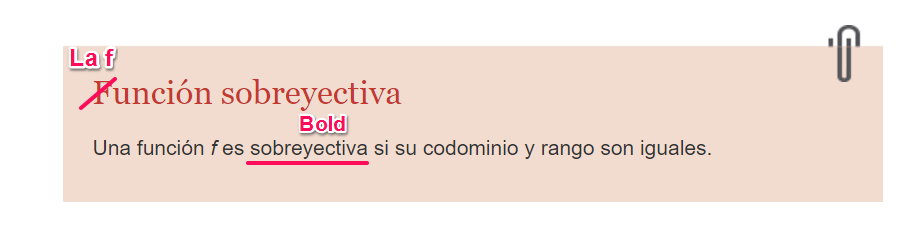 La f
Función sobreyectiva
Bold
Una función f es sobreyectiva si su codominio y rango son iguales.